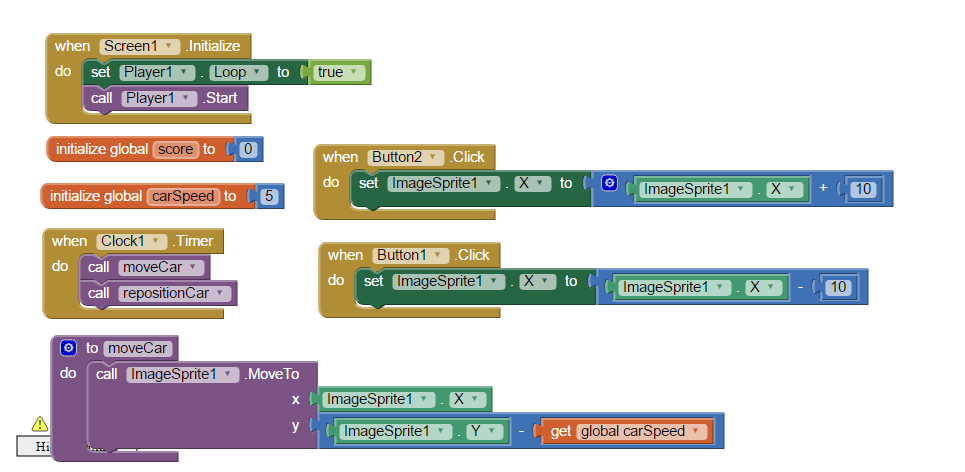 when Screen1 .Initialize
do set Player1 . Loop to true
call Player1 .Start
initialize global score to 0
initialize global carSpeed to 5
when Clock1 .Timer
do call moveCar
call repositionCar
when Button2 .Click
do set ImageSprite1 . X to ImageSprite1 . X + 10
when Button1 .Click
do set ImageSprite1 . X to ImageSprite1 . X - 10
to moveCar
do call ImageSprite1 .MoveTo
x ImageSprite1 . X
y ImageSprite1 . Y - get global carSpeed